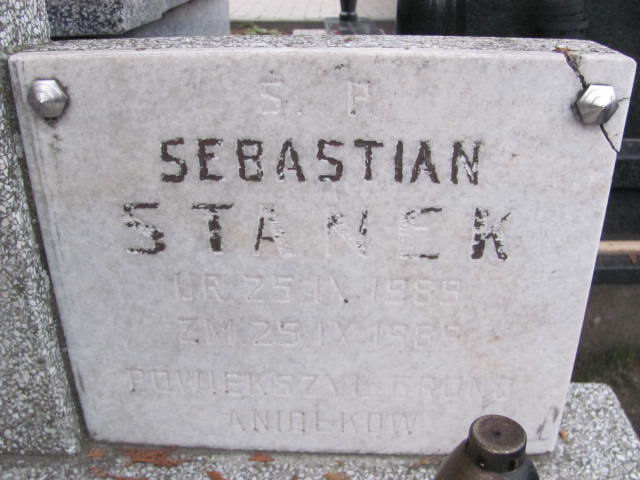 Ś. P.
SEBASTIAN
STANEK
UR. 25.IX.1989
ZM. 25.IX.1989
POWIĘKSZYŁ GRONO
ANIOŁKÓW